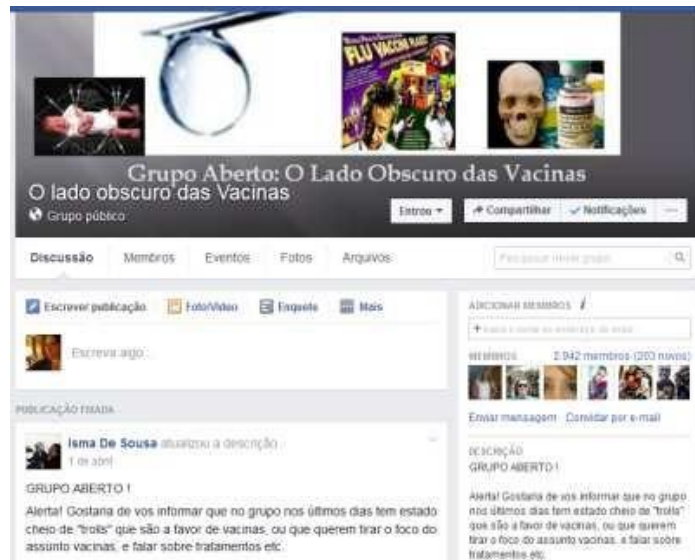 FLU VACCINE PLANET
Grupo Aberto: O Lado Obscuro das Vacinas
O lado obscuro das Vacinas
Grupo público
Entrou
Compartilhar
Notificações
Discussão
Membros
Eventos
Fotos
Arquivos
Escrever publicação
Foto/Vídeo
Enquete
Mais
Escreva algo...
PUBLICAÇÃO FIXADA
Isma De Sousa atualizou a descrição.
1 de abril
GRUPO ABERTO !
Alerta! Gostaria de vos informar que no grupo nos últimos dias tem estado
cheio de "trolls" que são a favor de vacinas, ou que querem tirar o foco do
assunto vacinas, e falar sobre tratamentos etc.
ADICIONAR MEMBROS
MEMBROS
2.942 membros (203 novos)
Enviar mensagem
Convidar por e-mail
DESCRIÇÃO
GRUPO ABERTO !
Alerta! Gostaria de vos informar que no grupo
nos últimos dias tem estado cheio de "trolls"
que são a favor de vacinas, ou que querem
tirar o foco do assunto vacinas, e falar sobre
tratamentos etc.